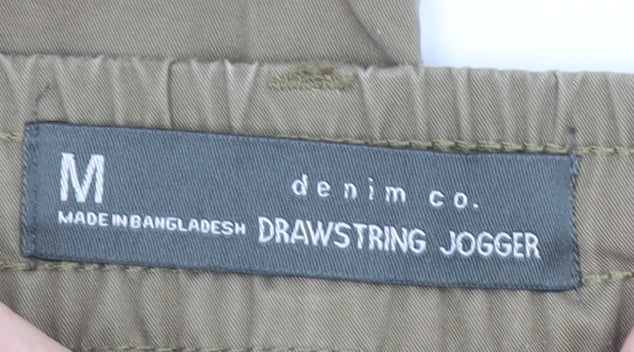 M
denim co.
MADE IN BANGLADESH
DRAWSTRING JOGGER